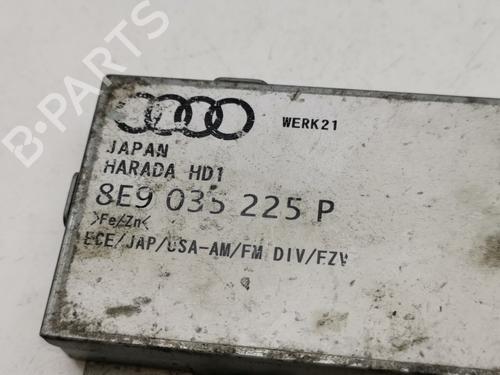 B-PARTS
WERK21
JAPAN
HARADA HD1
8E9 035 225 P
>Fe/Zn<
ECE/JAP/USA-AM/FM DIV/FZV